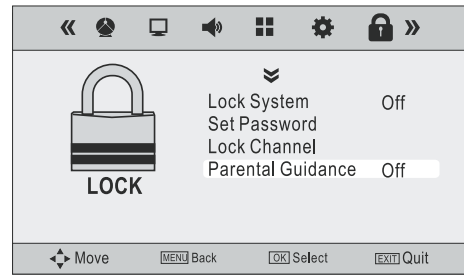 Lock System Off
Set Password
Lock Channel
Parental Guidance Off
LOCK
Move MENU Back OK Select EXIT Quit